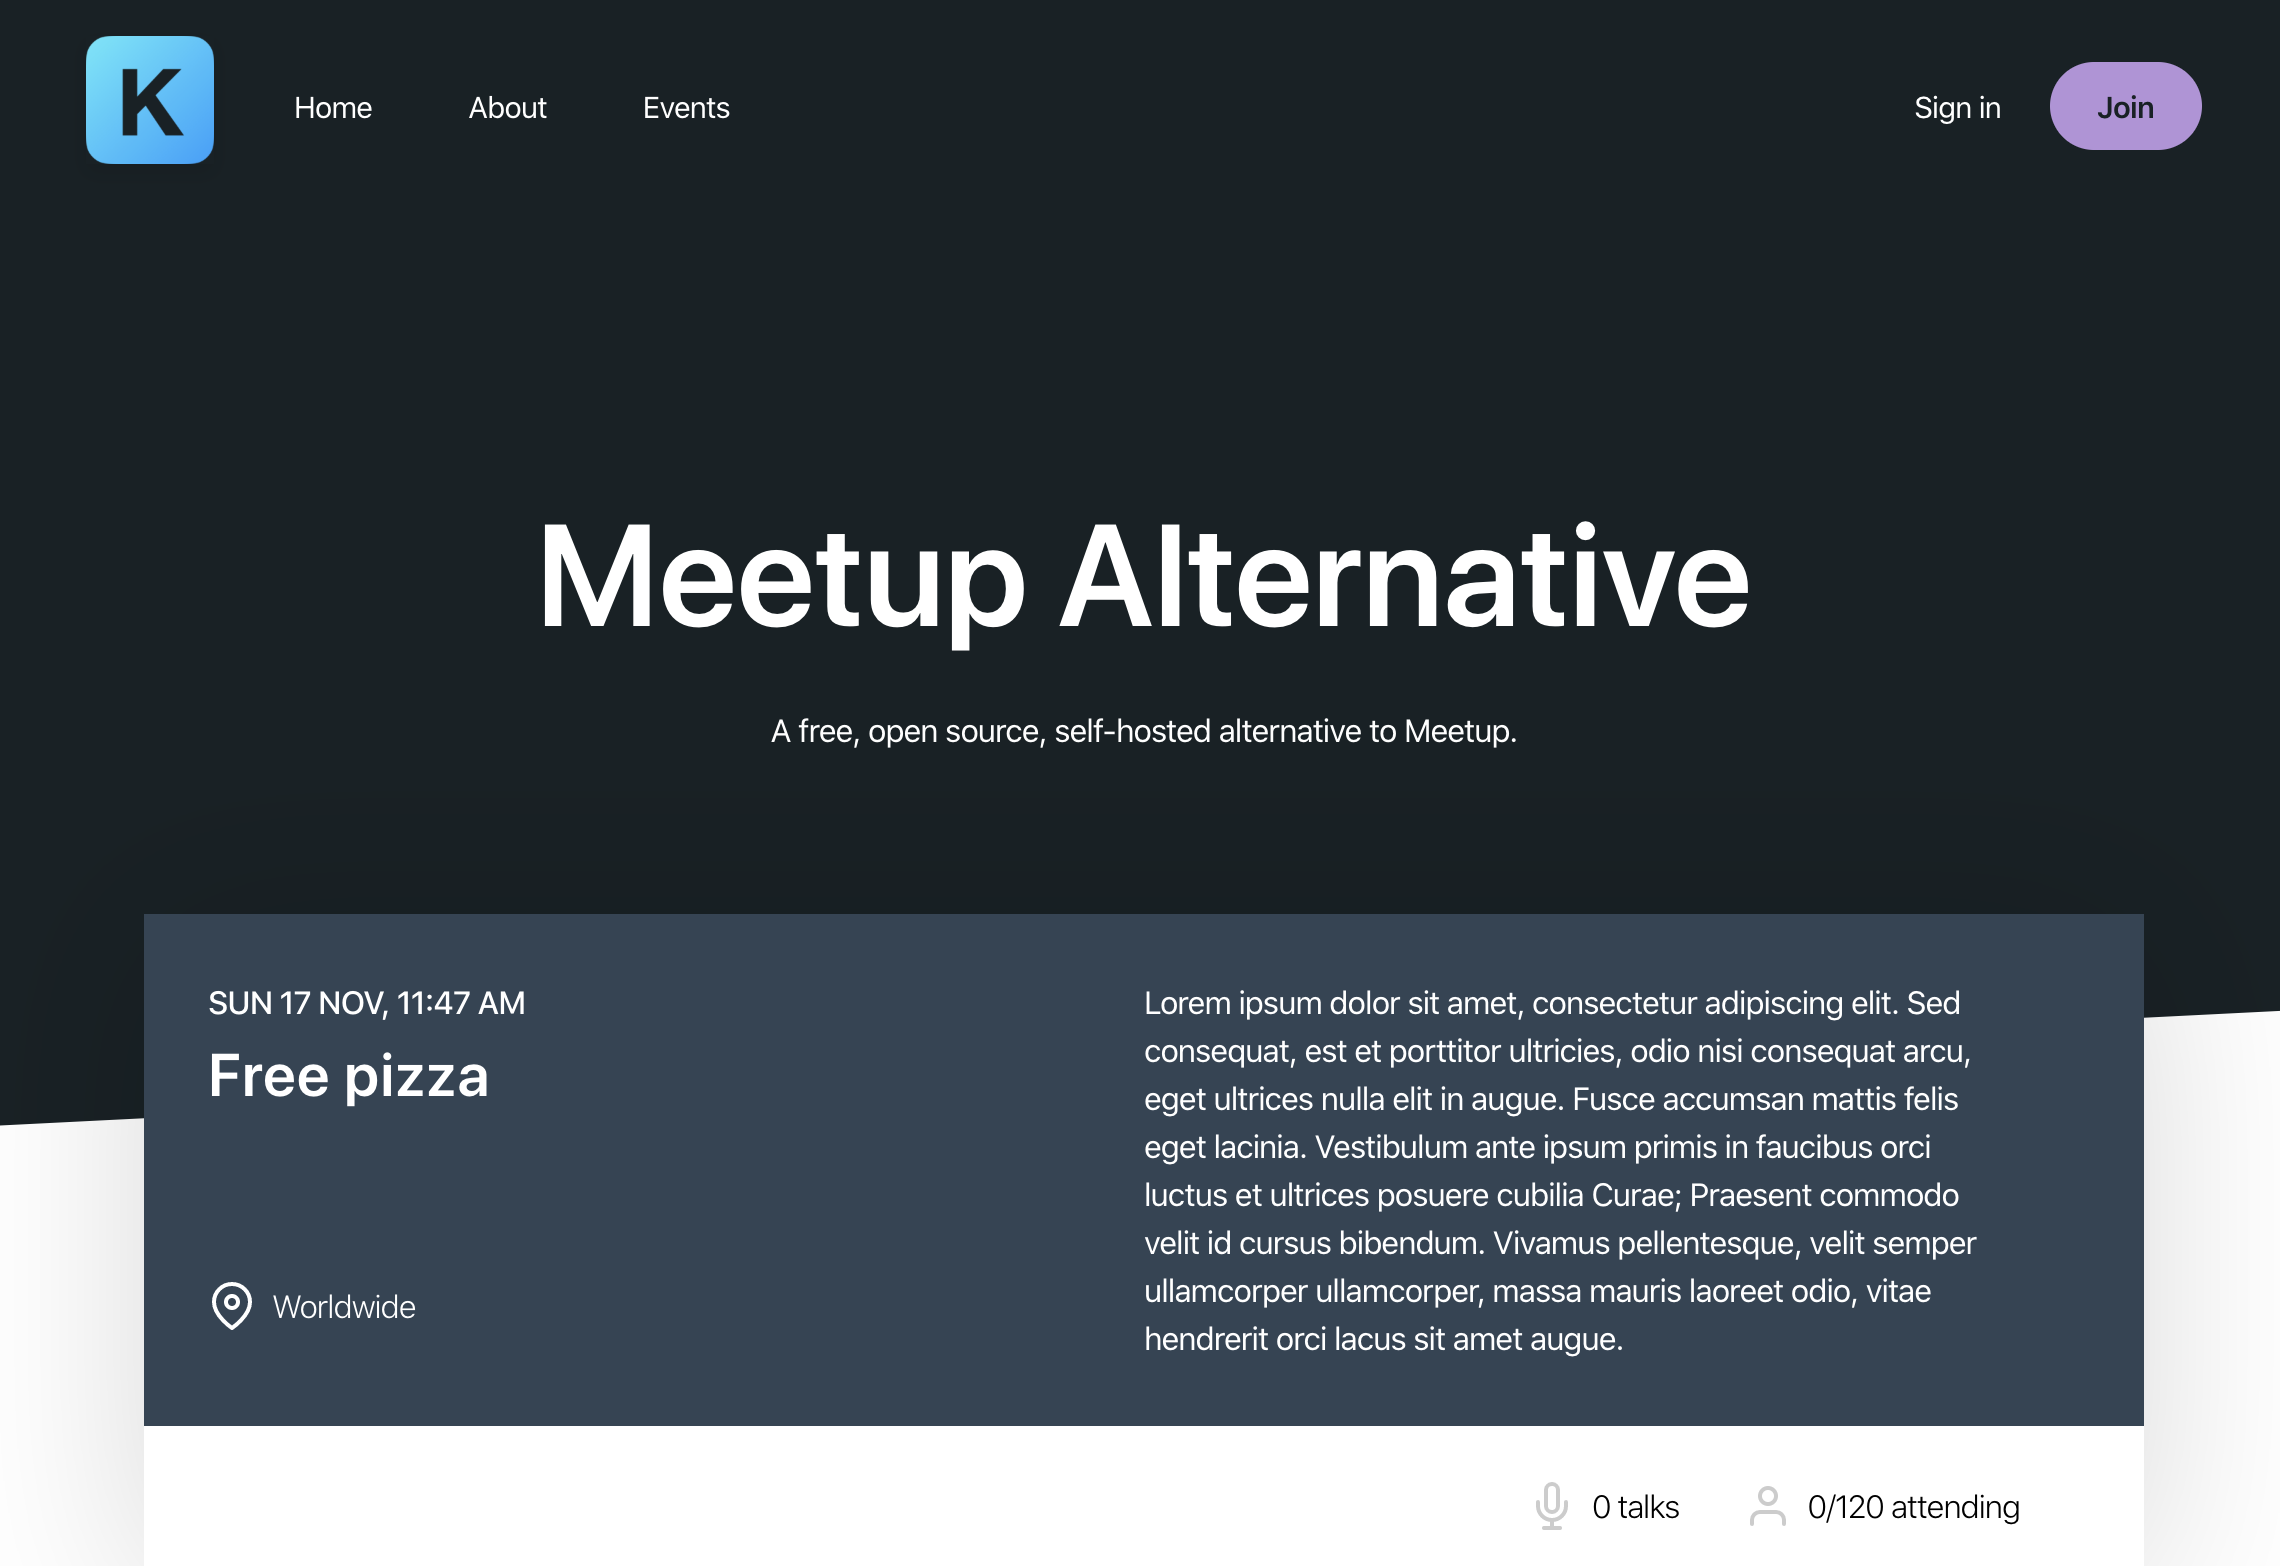 K
Home
About
Events
Sign in
Join
Meetup Alternative
A free, open source, self-hosted alternative to Meetup.
SUN 17 NOV, 11:47 AM
Free pizza
Worldwide
Lorem ipsum dolor sit amet, consectetur adipiscing elit. Sed
consequat, est et porttitor ultricies, odio nisi consequat arcu,
eget ultrices nulla elit in augue. Fusce accumsan mattis felis
eget lacinia. Vestibulum ante ipsum primis in faucibus orci
luctus et ultrices posuere cubilia Curae; Praesent commodo
velit id cursus bibendum. Vivamus pellentesque, velit semper
ullamcorper ullamcorper, massa mauris laoreet odio, vitae
hendrerit orci lacus sit amet augue.
0 talks
0/120 attending